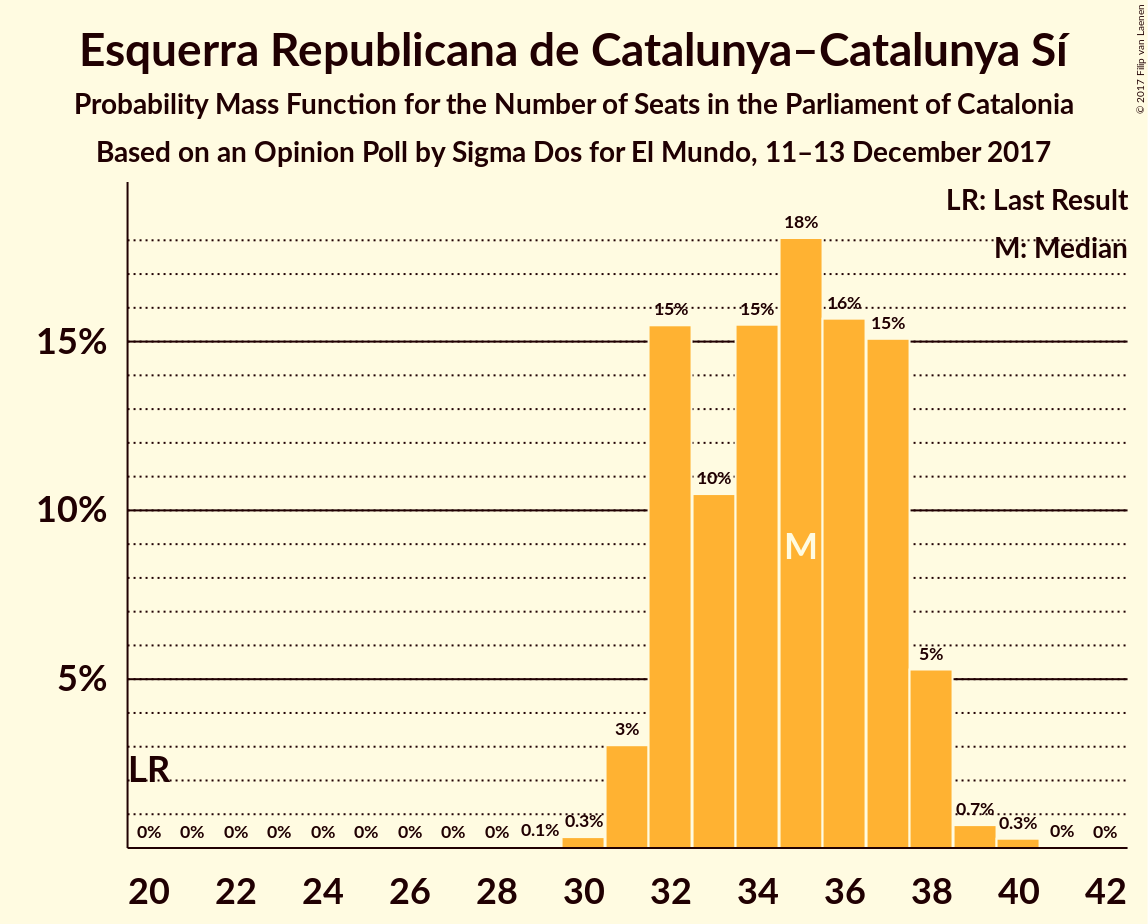 Esquerra Republicana de Catalunya–Catalunya Sí
Probability Mass Function for the Number of Seats in the Parliament of Catalonia
Based on an Opinion Poll by Sigma Dos for El Mundo, 11–13 December 2017
© 2017 Filip van Laenen
LR: Last Result
M: Median
18%
15% 15% 16% 15%
15%
10%
10%
M
5%
5%
3%
LR
0% 0% 0% 0% 0% 0% 0% 0% 0% 0.1% 0.3% 0.7% 0.3% 0% 0%
20 22 24 26 28 30 32 34 36 38 40 42